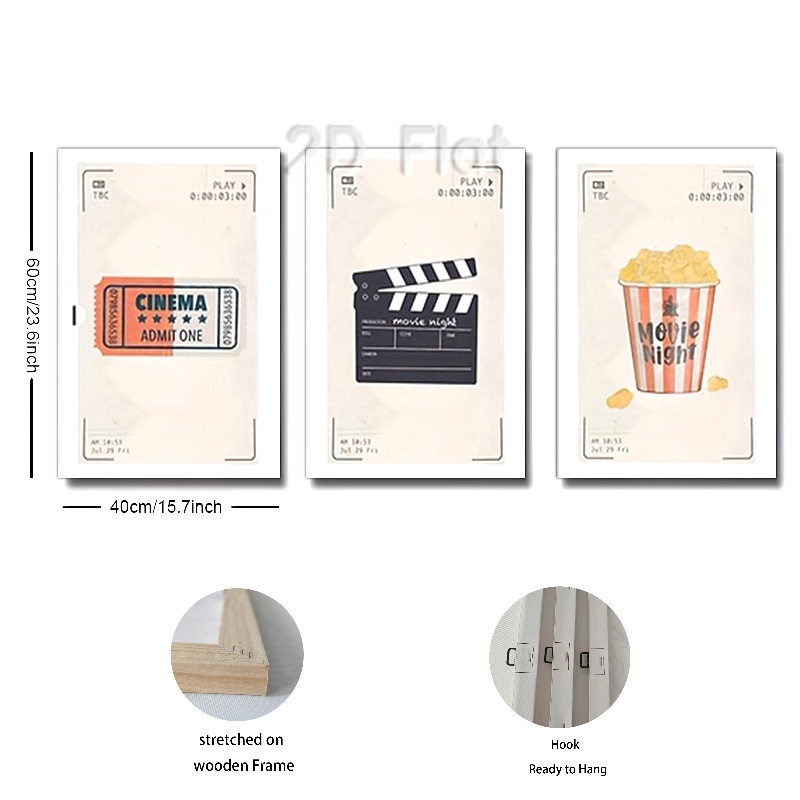 2D Flat
TBC
PLAY
0:00:03:00
CINEMA
ADMIT ONE
AM 10:53
Jul 29 Fri
TBC
PLAY
0:00:03:00
movie night
SCENE
DATE
AM 10:53
Jul 29 Fri
TBC
PLAY
0:00:03:00
Movie
Night
AM 10:53
Jul 29 Fri
60cm/23.6inch
40cm/15.7inch
stretched on
wooden Frame
Hook
Ready to Hang